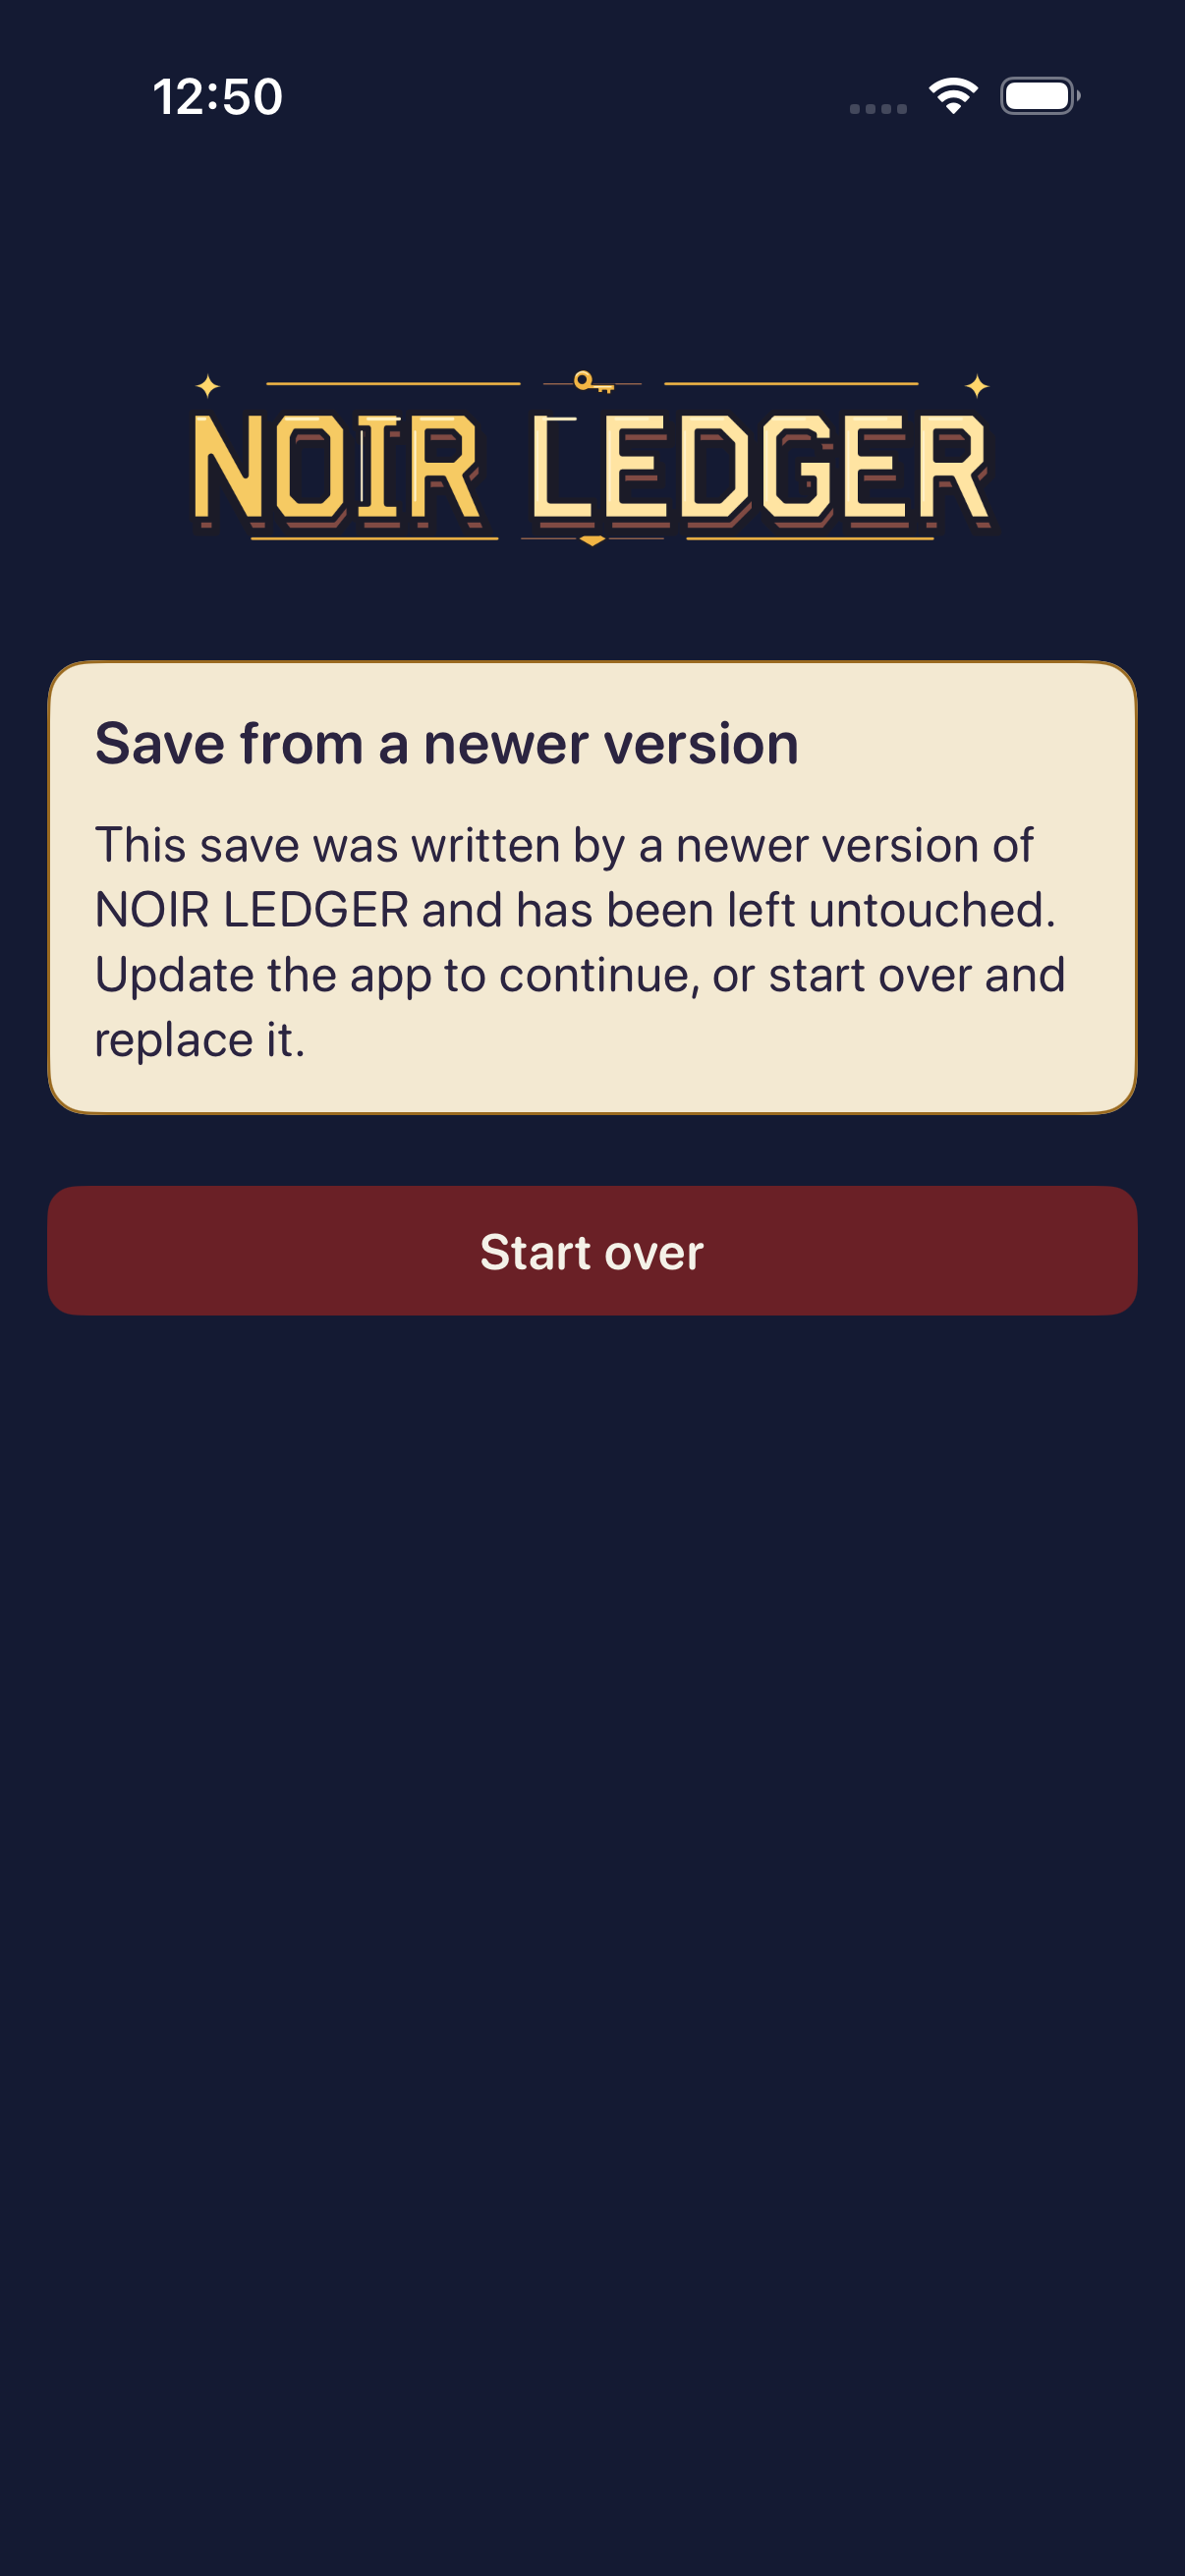 12:50
NOIR LEDGER
Save from a newer version
This save was written by a newer version of
NOIR LEDGER and has been left untouched.
Update the app to continue, or start over and
replace it.
Start over